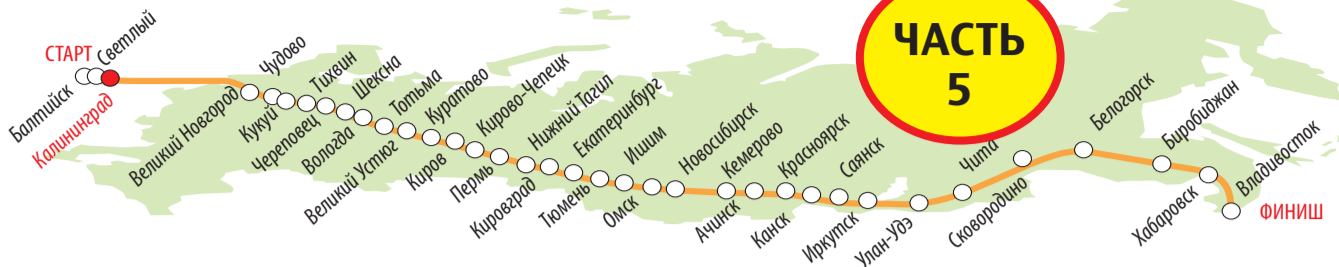 СТАРТ
Балтийск
Светлый
Калининград
Великий Новгород
Чудово
Кукуй
Тихвин
Череповец
Шексна
Вологда
Тотьма
Великий Устюг
Куратово
Киров
Кирово-Чепецк
Пермь
Нижний Тагил
Кировград
Екатеринбург
Тюмень
Ишим
Омск
Новосибирск
Кемерово
Ачинск
Красноярск
Канск
Саянск
Иркутск
Улан-Удэ
Чита
Сковородино
Белогорск
Биробиджан
Хабаровск
Владивосток
ФИНИШ
ЧАСТЬ
5